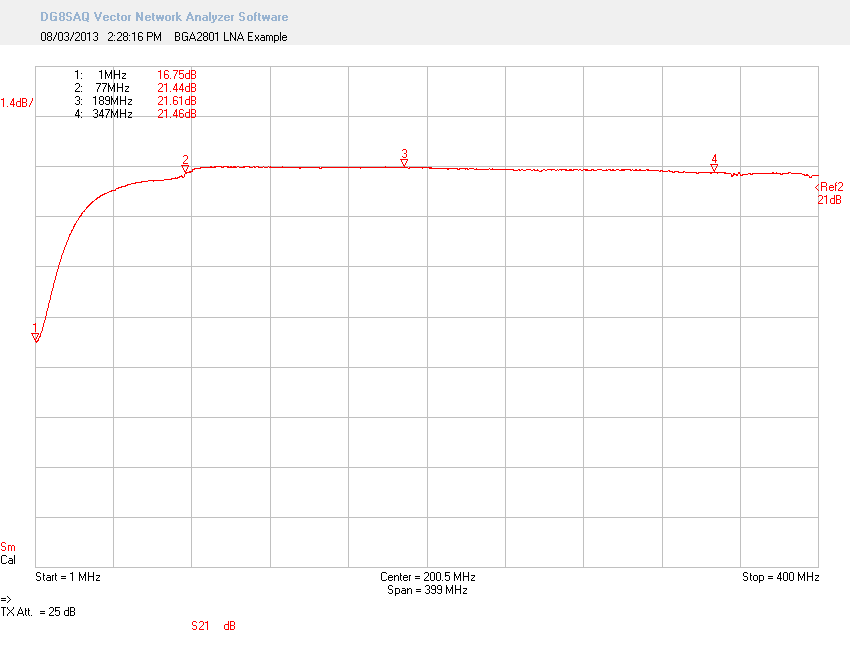 DG8SAQ Vector Network Analyzer Software
08/03/2013 2:28:16 PM BGA2801 LNA Example
1: 1MHz 16.75dB
2: 77MHz 21.44dB
3: 189MHz 21.61dB
4: 347MHz 21.46dB
1.4dB/
2
3
4
<Ref2
21dB
1
Sm
Cal
Start = 1 MHz Center = 200.5 MHz Stop = 400 MHz
Span = 399 MHz
=>
TX Att. = 25 dB
S21 dB